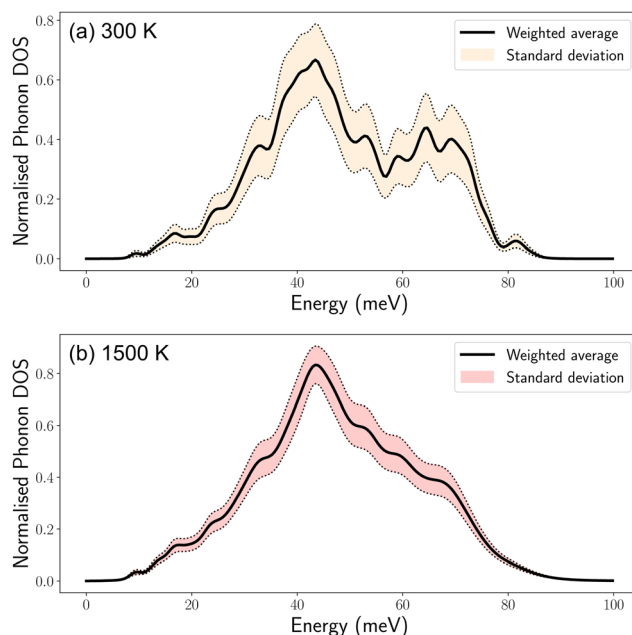 (a) 300 K
Weighted average
Standard deviation
Normalised Phonon DOS
0.8
0.6
0.4
0.2
0.0
0 20 40 60 80 100
Energy (meV)
(b) 1500 K
Weighted average
Standard deviation
Normalised Phonon DOS
0.8
0.6
0.4
0.2
0.0
0 20 40 60 80 100
Energy (meV)